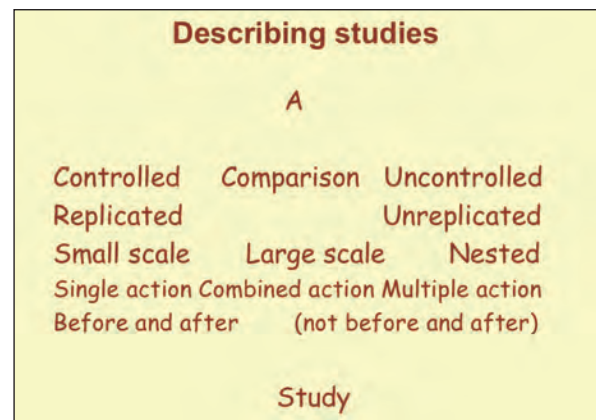 Describing studies
A
Controlled Comparison Uncontrolled
Replicated Unreplicated
Small scale Large scale Nested
Single action Combined action Multiple action
Before and after (not before and after)
Study